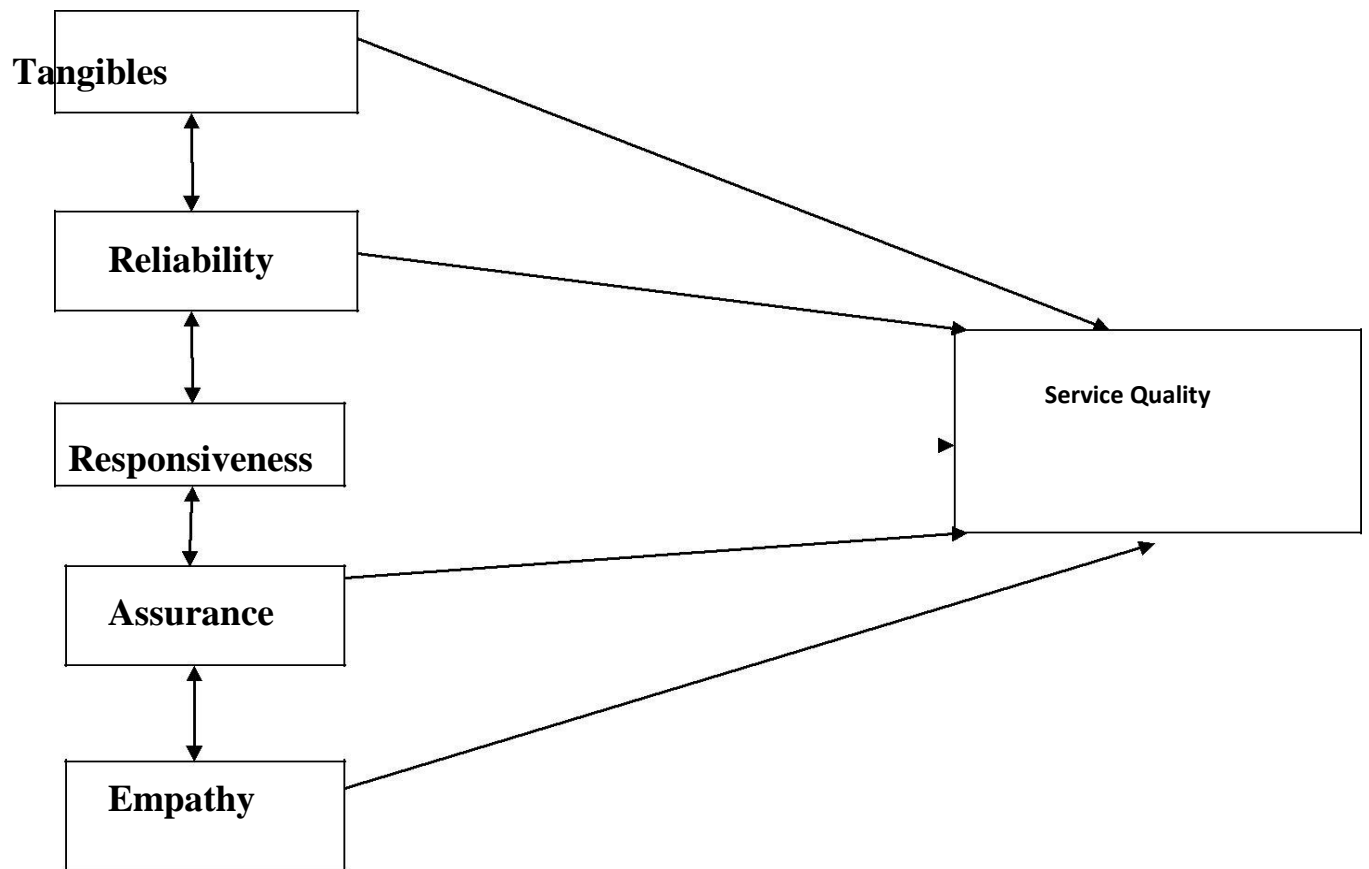 Tangibles
Reliability
Service Quality
Responsiveness
Assurance
Empathy